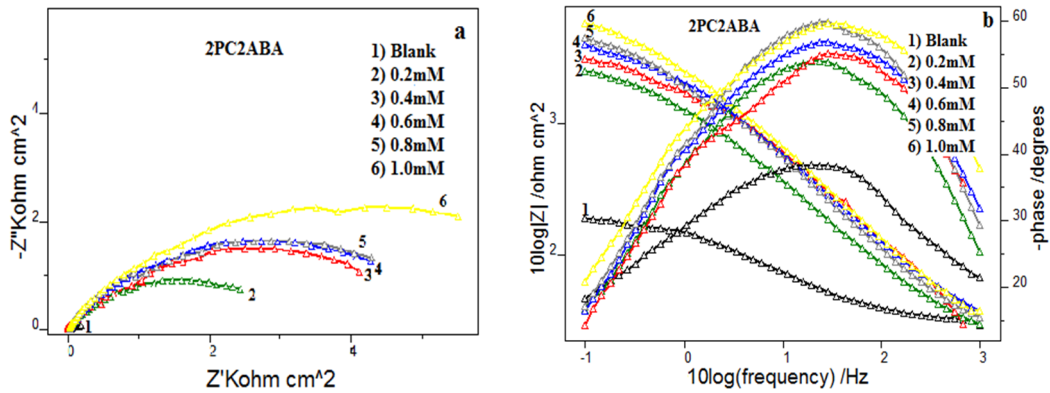 a
2PC2ABA
1) Blank
2) 0.2mM
3) 0.4mM
4) 0.6mM
5) 0.8mM
6) 1.0mM
-Z"Kohm cm^2
4
2
0
6
5
4
3
2
1
0
2
4
Z'Kohm cm^2
b
2PC2ABA
1) Blank
2) 0.2mM
3) 0.4mM
4) 0.6mM
5) 0.8mM
6) 1.0mM
10log|Z| /ohm cm^2
3
2
6
5
4
3
2
1
60
50
40
30
20
-phase /degrees
-1
0
1
2
3
10log(frequency) /Hz